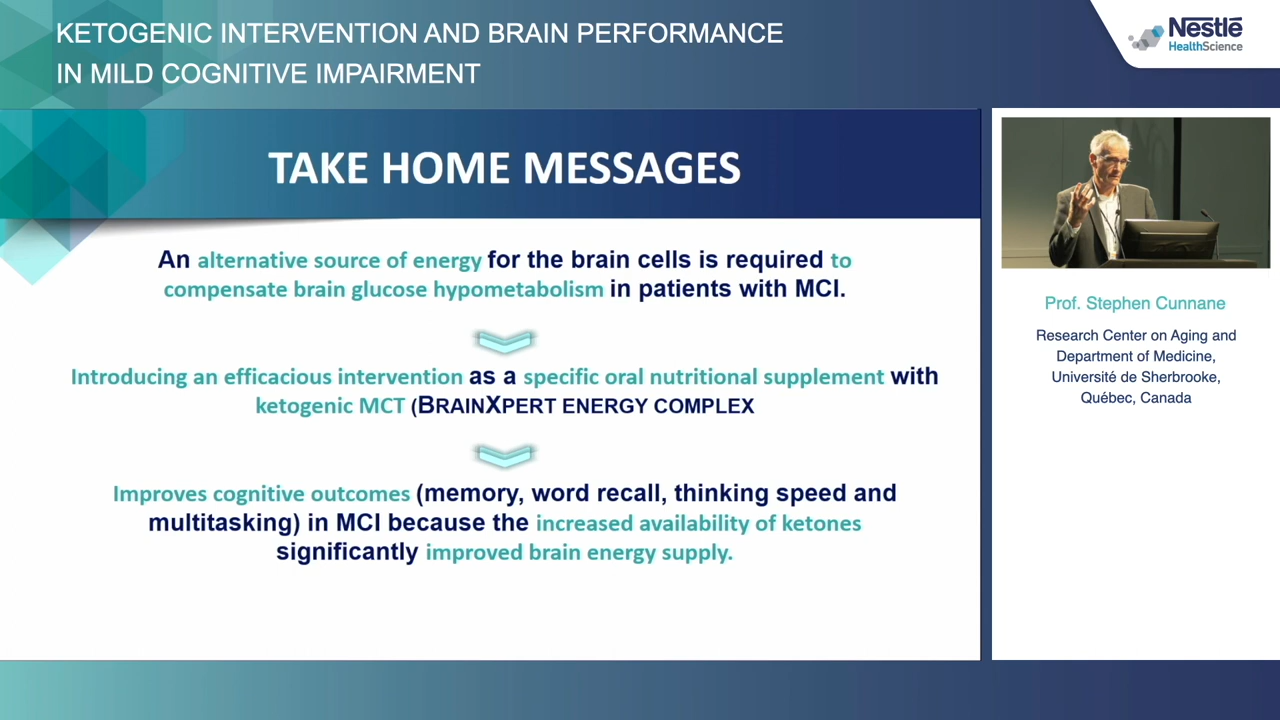 KETOGENIC INTERVENTION AND BRAIN PERFORMANCE
IN MILD COGNITIVE IMPAIRMENT
Nestlé
HealthScience
TAKE HOME MESSAGES
An alternative source of energy for the brain cells is required to
compensate brain glucose hypometabolism in patients with MCI.
Introducing an efficacious intervention as a specific oral nutritional supplement with
ketogenic MCT (BRAINXPERT ENERGY COMPLEX
Improves cognitive outcomes (memory, word recall, thinking speed and
multitasking) in MCI because the increased availability of ketones
significantly improved brain energy supply.
Prof. Stephen Cunnane
Research Center on Aging and
Department of Medicine,
Université de Sherbrooke,
Québec, Canada